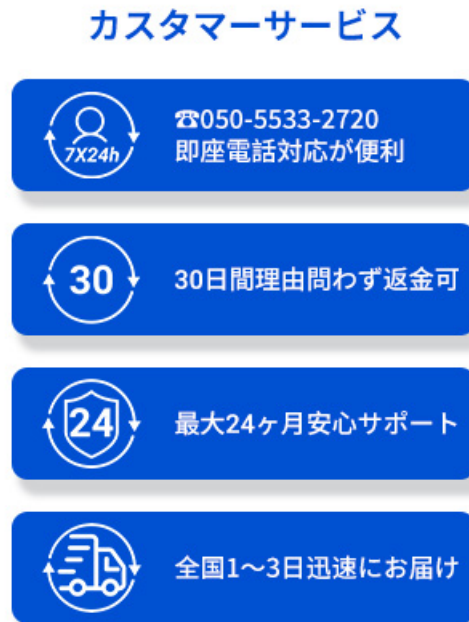 カスタマーサービス
7X24h
☎050-5533-2720
即座電話対応が便利
30
30日間理由問わず返金可
24
最大24ヶ月安心サポート
全国1〜3日迅速にお届け